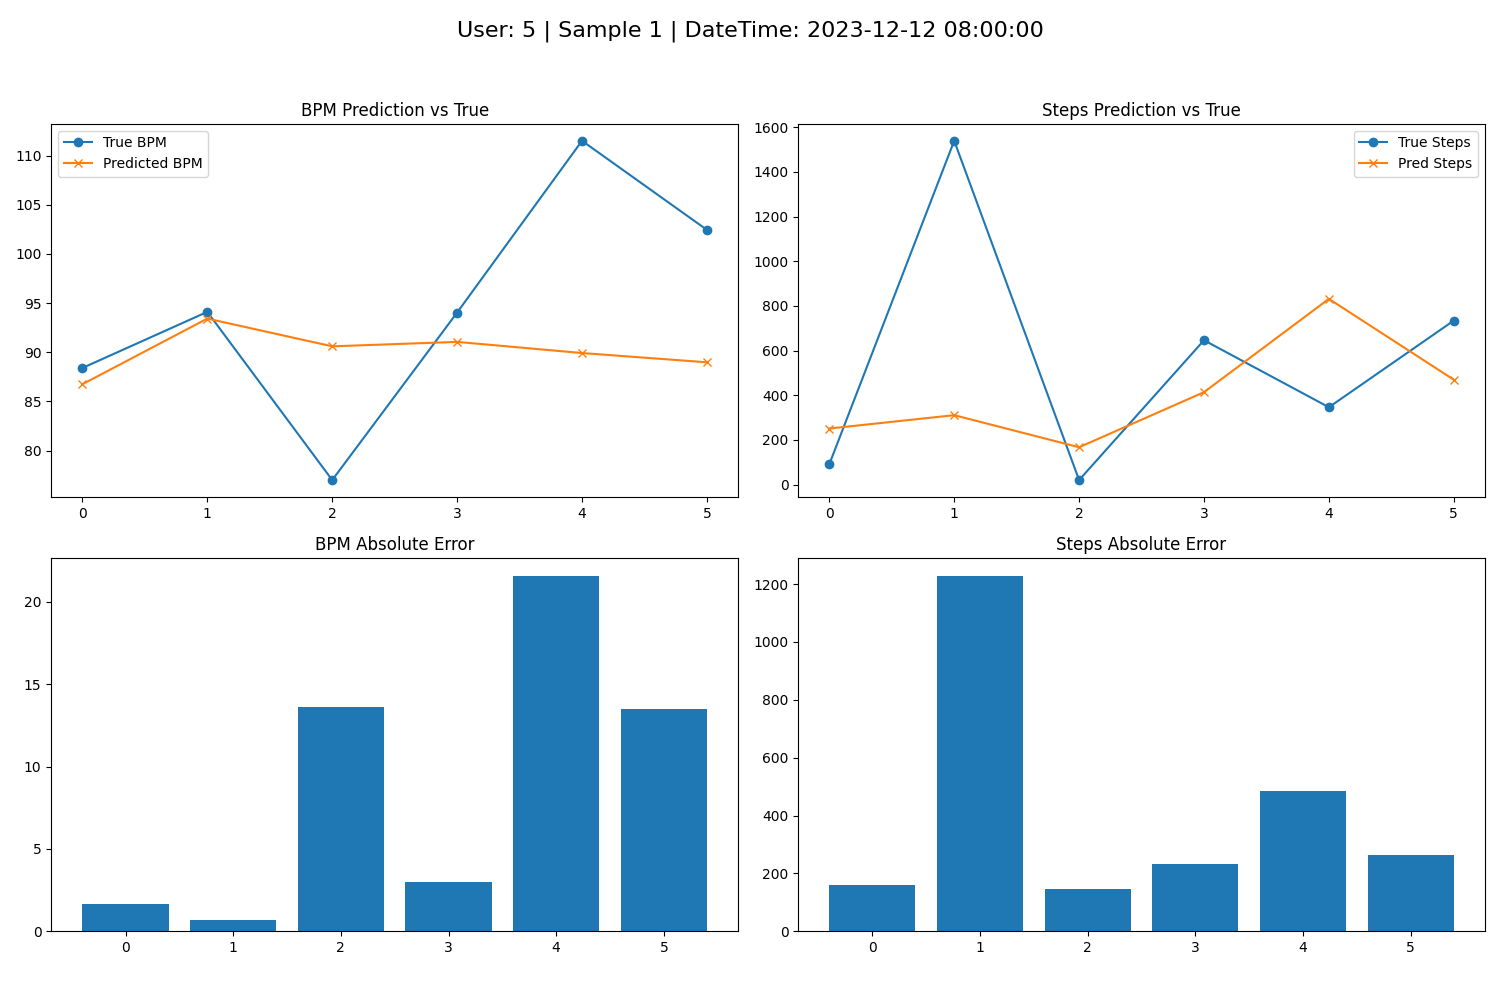 User: 5 | Sample 1 | DateTime: 2023-12-12 08:00:00
BPM Prediction vs True
True BPM
Predicted BPM
110
105
100
95
90
85
80
0 1 2 3 4 5
Steps Prediction vs True
True Steps
Pred Steps
1600
1400
1200
1000
800
600
400
200
0
0 1 2 3 4 5
BPM Absolute Error
20
15
10
5
0
0 1 2 3 4 5
Steps Absolute Error
1200
1000
800
600
400
200
0
0 1 2 3 4 5